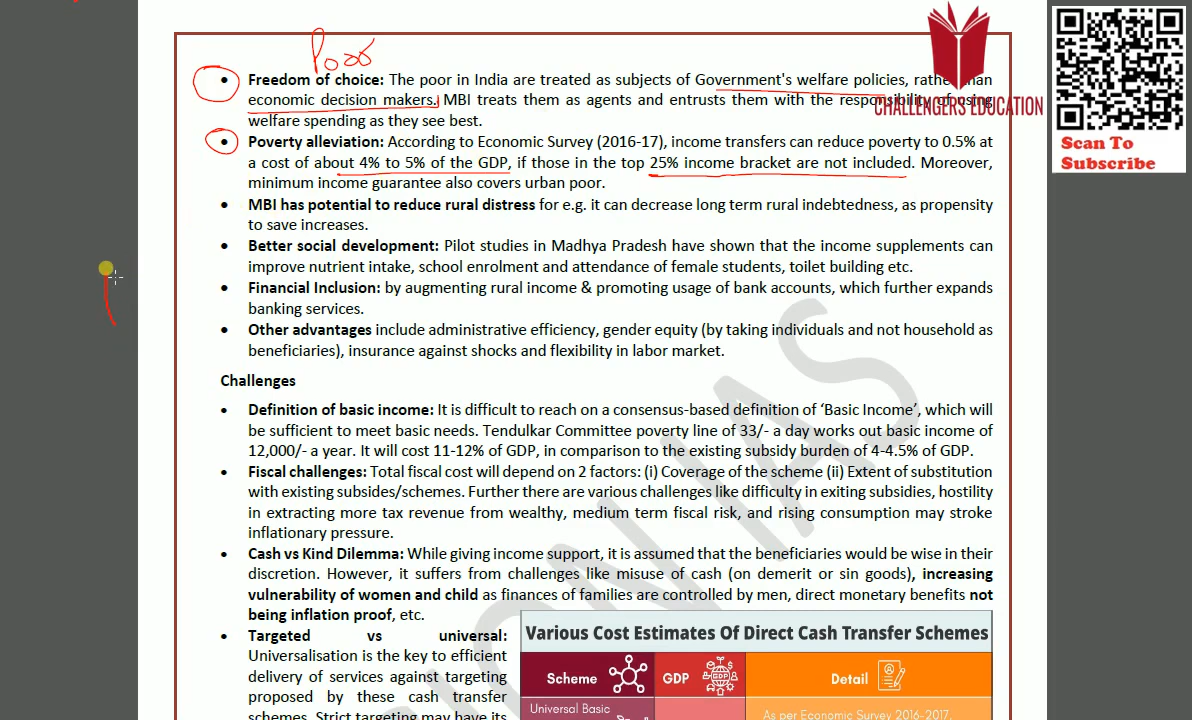 Poor
• Freedom of choice: The poor in India are treated as subjects of Government's welfare policies, rather than
economic decision makers. MBI treats them as agents and entrusts them with the responsibility of using
welfare spending as they see best.
• Poverty alleviation: According to Economic Survey (2016-17), income transfers can reduce poverty to 0.5% at
a cost of about 4% to 5% of the GDP, if those in the top 25% income bracket are not included. Moreover,
minimum income guarantee also covers urban poor.
• MBI has potential to reduce rural distress for e.g. it can decrease long term rural indebtedness, as propensity
to save increases.
• Better social development: Pilot studies in Madhya Pradesh have shown that the income supplements can
improve nutrient intake, school enrolment and attendance of female students, toilet building etc.
• Financial Inclusion: by augmenting rural income & promoting usage of bank accounts, which further expands
banking services.
• Other advantages include administrative efficiency, gender equity (by taking individuals and not household as
beneficiaries), insurance against shocks and flexibility in labor market.
Challenges
• Definition of basic income: It is difficult to reach on a consensus-based definition of ‘Basic Income’, which will
be sufficient to meet basic needs. Tendulkar Committee poverty line of 33/- a day works out basic income of
12,000/- a year. It will cost 11-12% of GDP, in comparison to the existing subsidy burden of 4-4.5% of GDP.
• Fiscal challenges: Total fiscal cost will depend on 2 factors: (i) Coverage of the scheme (ii) Extent of substitution
with existing subsides/schemes. Further there are various challenges like difficulty in exiting subsidies, hostility
in extracting more tax revenue from wealthy, medium term fiscal risk, and rising consumption may stroke
inflationary pressure.
• Cash vs Kind Dilemma: While giving income support, it is assumed that the beneficiaries would be wise in their
discretion. However, it suffers from challenges like misuse of cash (on demerit or sin goods), increasing
vulnerability of women and child as finances of families are controlled by men, direct monetary benefits not
being inflation proof, etc.
• Targeted vs universal:
Universalisation is the key to efficient
delivery of services against targeting
proposed by these cash transfer
schemes. Strict targeting may have its
Various Cost Estimates Of Direct Cash Transfer Schemes
Scheme GDP Detail
GDP
Universal Basic
As per Economic Survey 2016-2017,
CHALLENGERS EDUCATION
Scan To
Subscribe
ION IAS